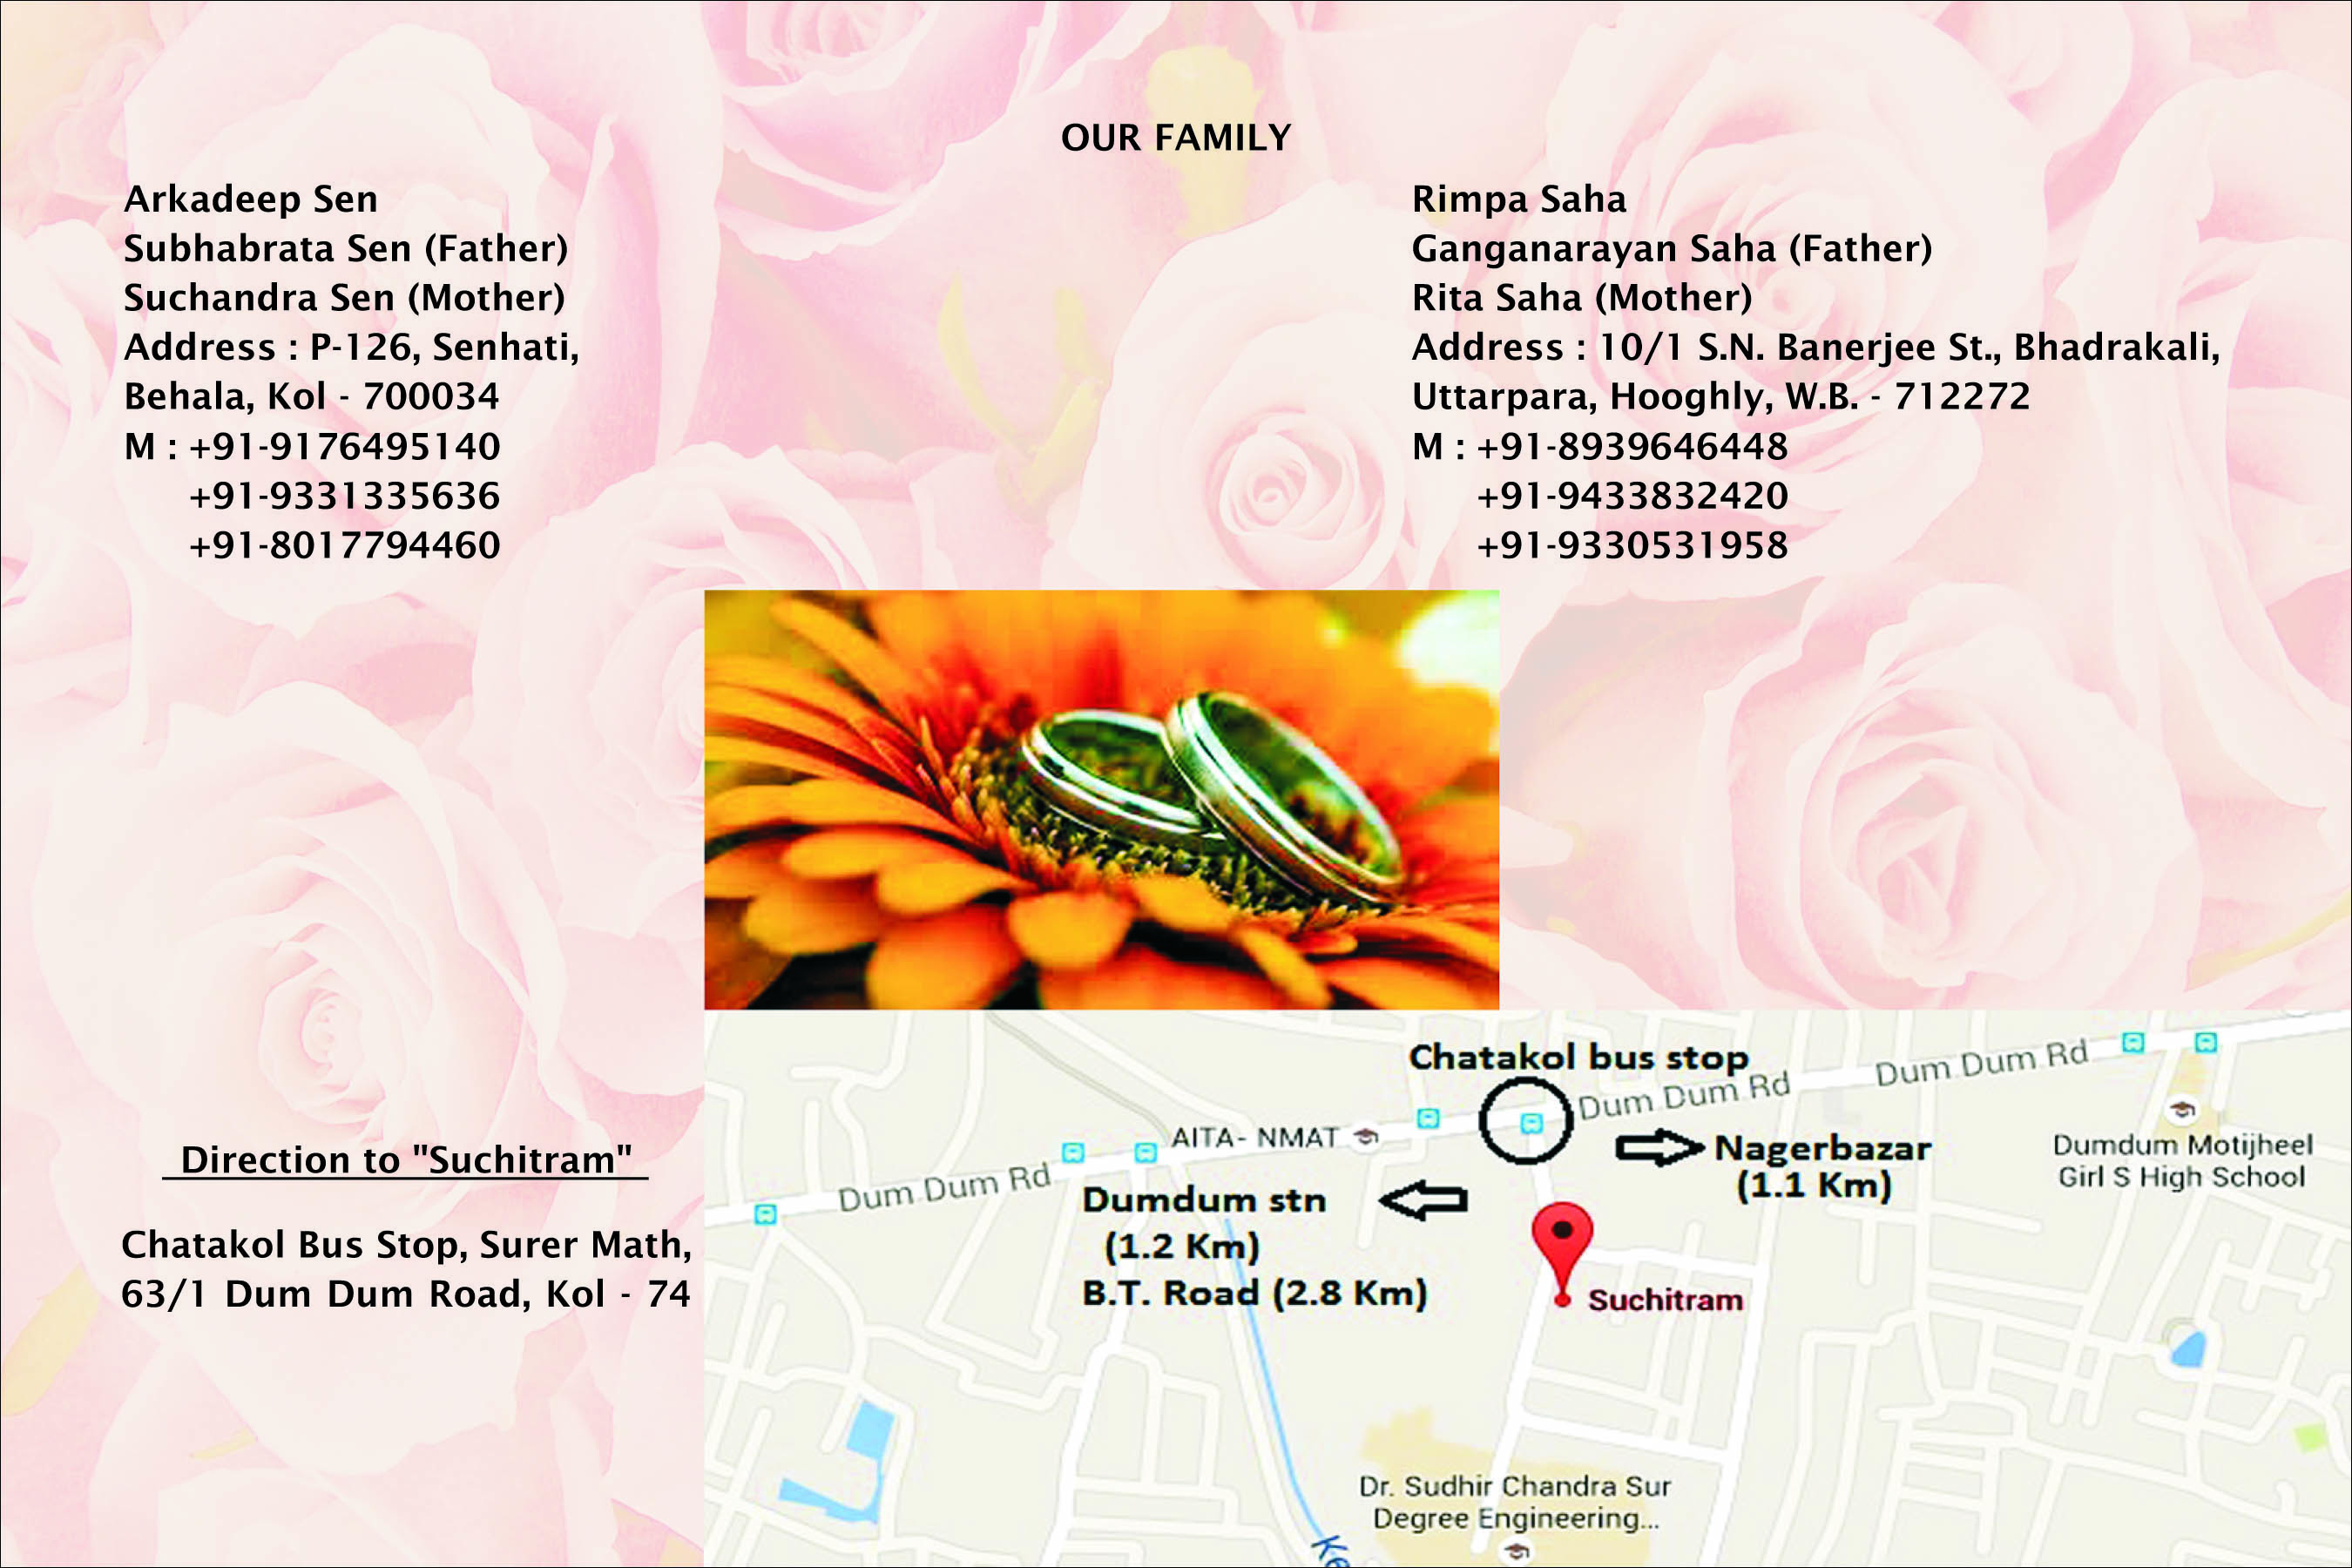 OUR FAMILY
Arkadeep Sen
Subhabrata Sen (Father)
Suchandra Sen (Mother)
Address : P-126, Senhati,
Behala, Kol - 700034
M : +91-9176495140
+91-9331335636
+91-8017794460
Rimpa Saha
Ganganarayan Saha (Father)
Rita Saha (Mother)
Address : 10/1 S.N. Banerjee St., Bhadrakali,
Uttarpara, Hooghly, W.B. - 712272
M : +91-8939646448
+91-9433832420
+91-9330531958
Direction to "Suchitram"
Chatakol Bus Stop, Surer Math,
63/1 Dum Dum Road, Kol - 74
Chatakol bus stop
Dum Dum Rd
Dum Dum Rd
AITA- NMAT
Dum Dum Rd
Nagerbazar
(1.1 Km)
Dumdum Motijheel
Girl S High School
Dumdum stn
(1.2 Km)
B.T. Road (2.8 Km)
Suchitram
Dr. Sudhir Chandra Sur
Degree Engineering...